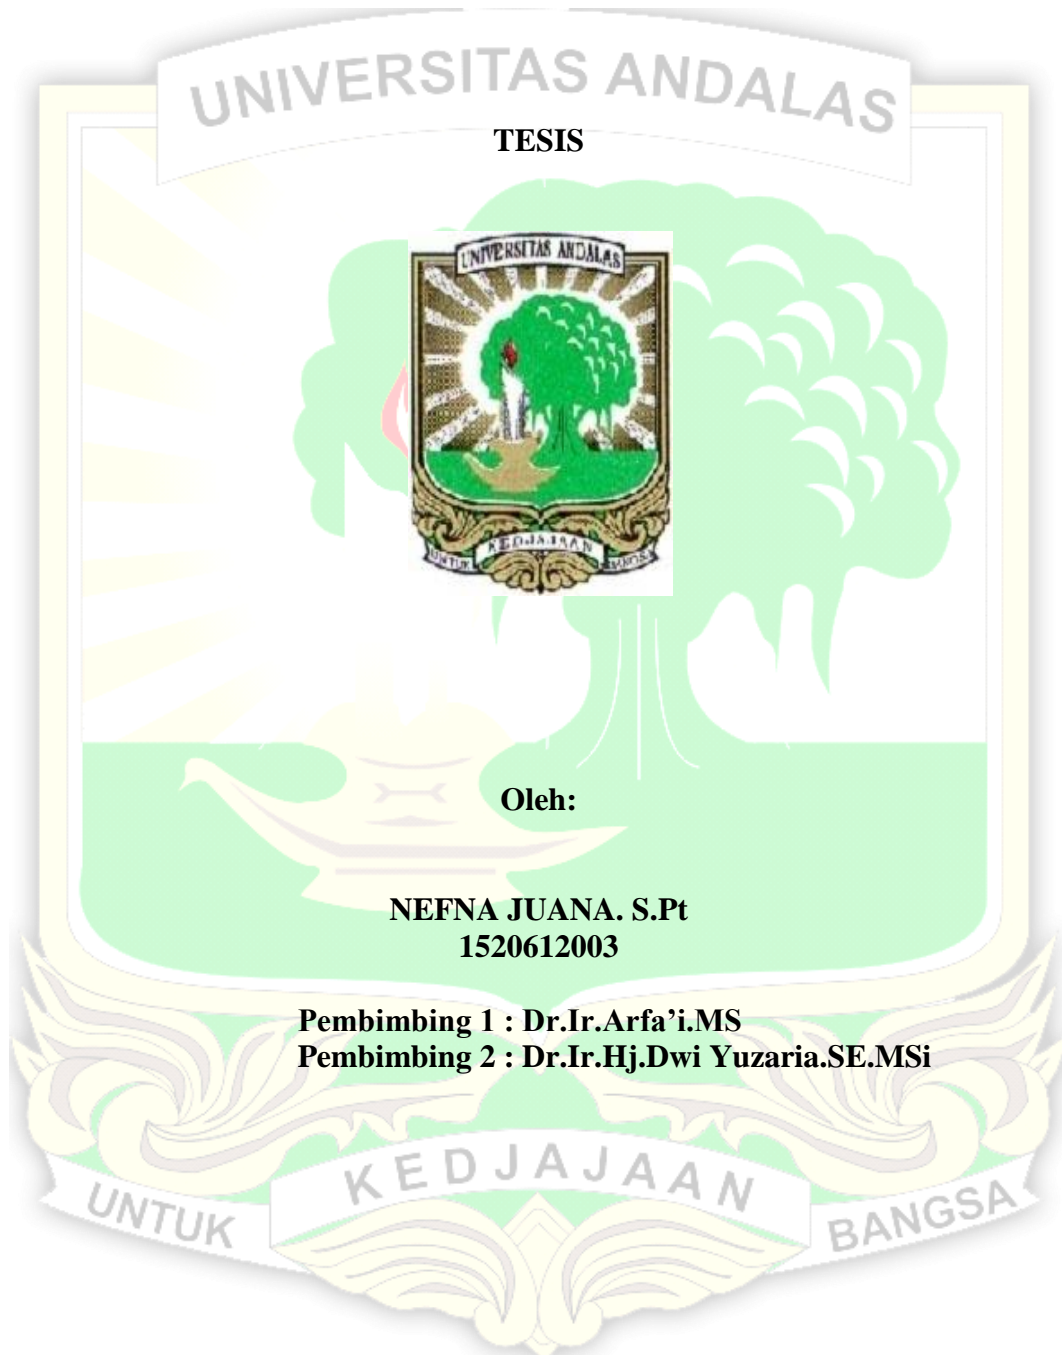 UNIVERSITAS ANDALAS
TESIS
UNIVERSITAS ANDALAS
UNTUK KEDJAJAAN BANGSA
Oleh:
NEFNA JUANA. S.Pt
1520612003
Pembimbing 1 : Dr.Ir.Arfa’i.MS
Pembimbing 2 : Dr.Ir.Hj.Dwi Yuzaria.SE.MSi
UNTUK KEDJAJAAN BANGSA